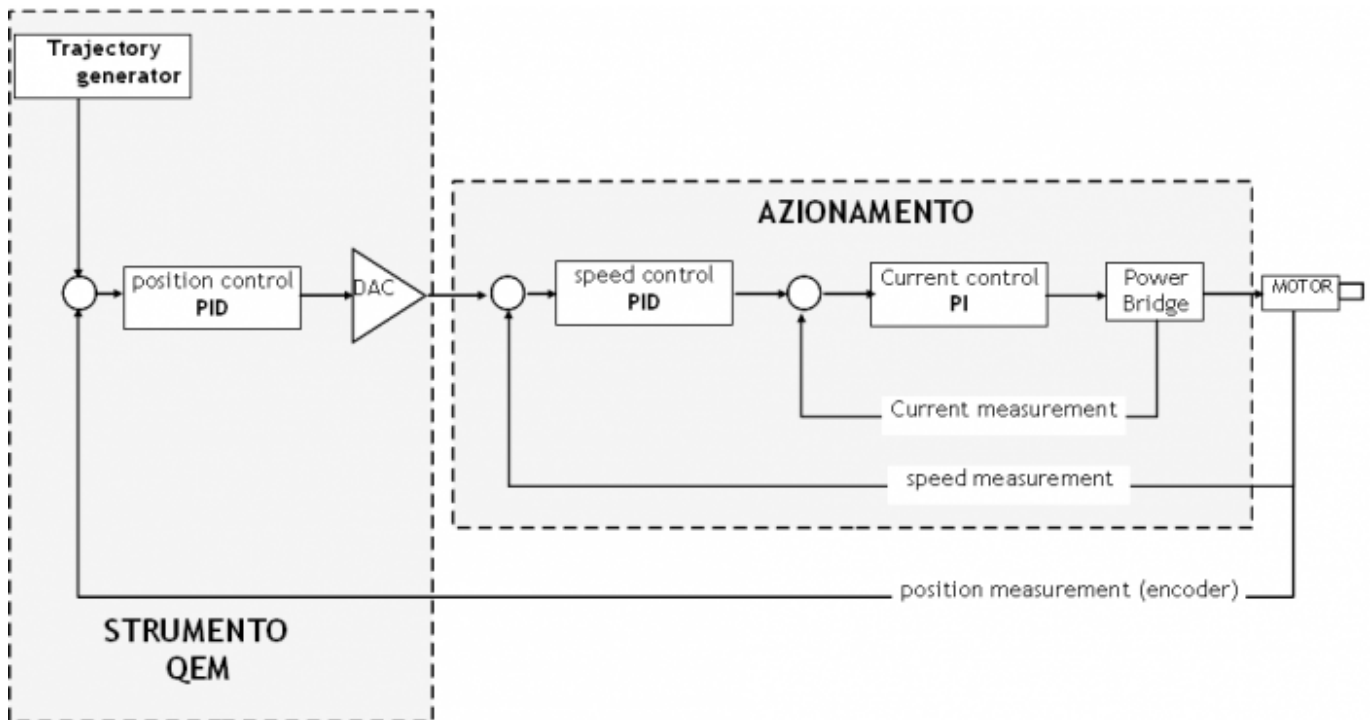 Trajectory
generator
AZIONAMENTO
position control
PID
DAC
speed control
PID
Current control
PI
Power
Bridge
MOTOR
Current measurement
speed measurement
position measurement (encoder)
STRUMENTO
QEM